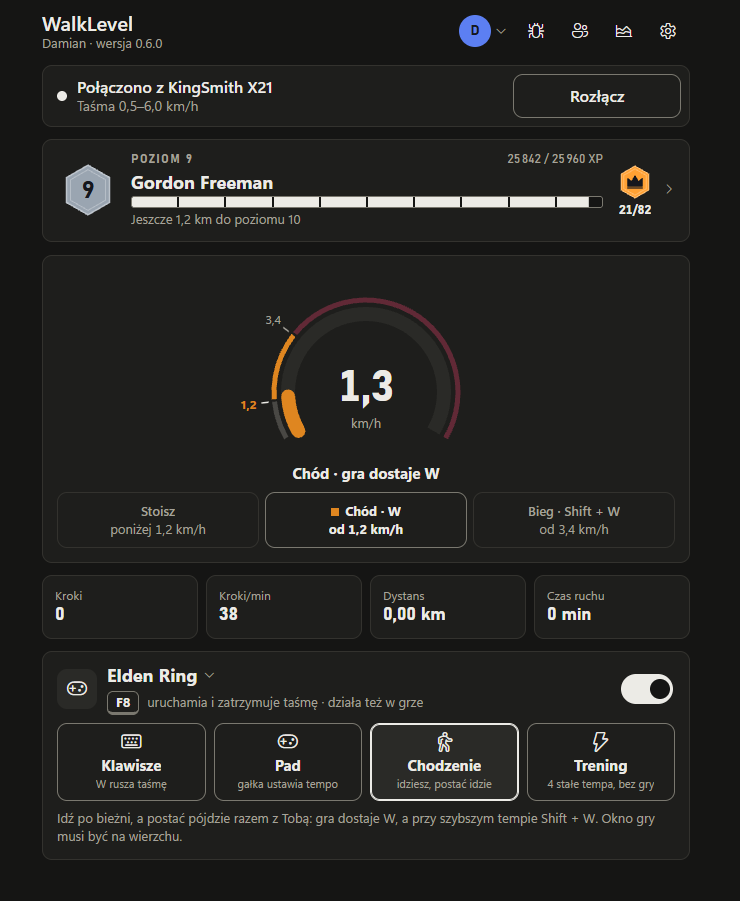 WalkLevel
Damian · wersja 0.6.0
D
Połączono z KingSmith X21
Taśma 0,5–6,0 km/h
Rozłącz
9
POZIOM 9
25 842 / 25 960 XP
Gordon Freeman
Jeszcze 1,2 km do poziomu 10
21/82
3,4
1,2
1,3
km/h
Chód · gra dostaje W
Stoisz
poniżej 1,2 km/h
Chód · W
od 1,2 km/h
Bieg · Shift + W
od 3,4 km/h
Kroki
0
Kroki/min
38
Dystans
0,00 km
Czas ruchu
0 min
Elden Ring
F8 uruchamia i zatrzymuje taśmę · działa też w grze
Klawisze
W rusza taśmę
Pad
gałka ustawia tempo
Chodzenie
idziesz, postać idzie
Trening
4 stałe tempa, bez gry
Idź po bieżni, a postać pójdzie razem z Tobą: gra dostaje W, a przy szybszym tempie Shift + W. Okno gry
musi być na wierzchu.